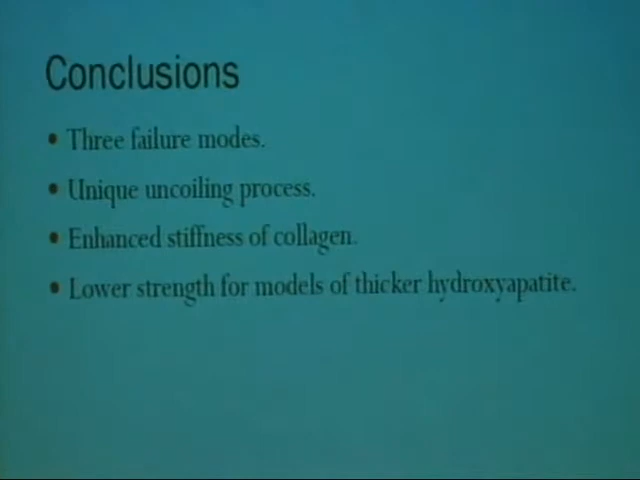 Conclusions
• Three failure modes.
• Unique uncoiling process.
• Enhanced stiffness of collagen.
• Lower strength for models of thicker hydroxyapatite.